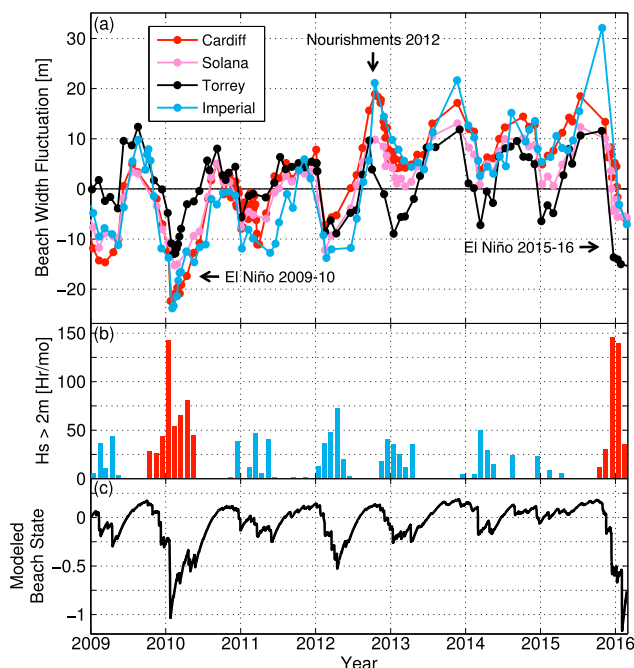 (a)
30
20
10
0
−10
−20
Beach Width Fluctuation [m]
Cardiff
Solana
Torrey
Imperial
Nourishments 2012
El Niño 2009-10
El Niño 2015-16
(b)
150
100
50
0
Hs > 2m [Hr/mo]
(c)
0
−0.5
−1
Modeled
Beach State
2009 2010 2011 2012 2013 2014 2015 2016
Year